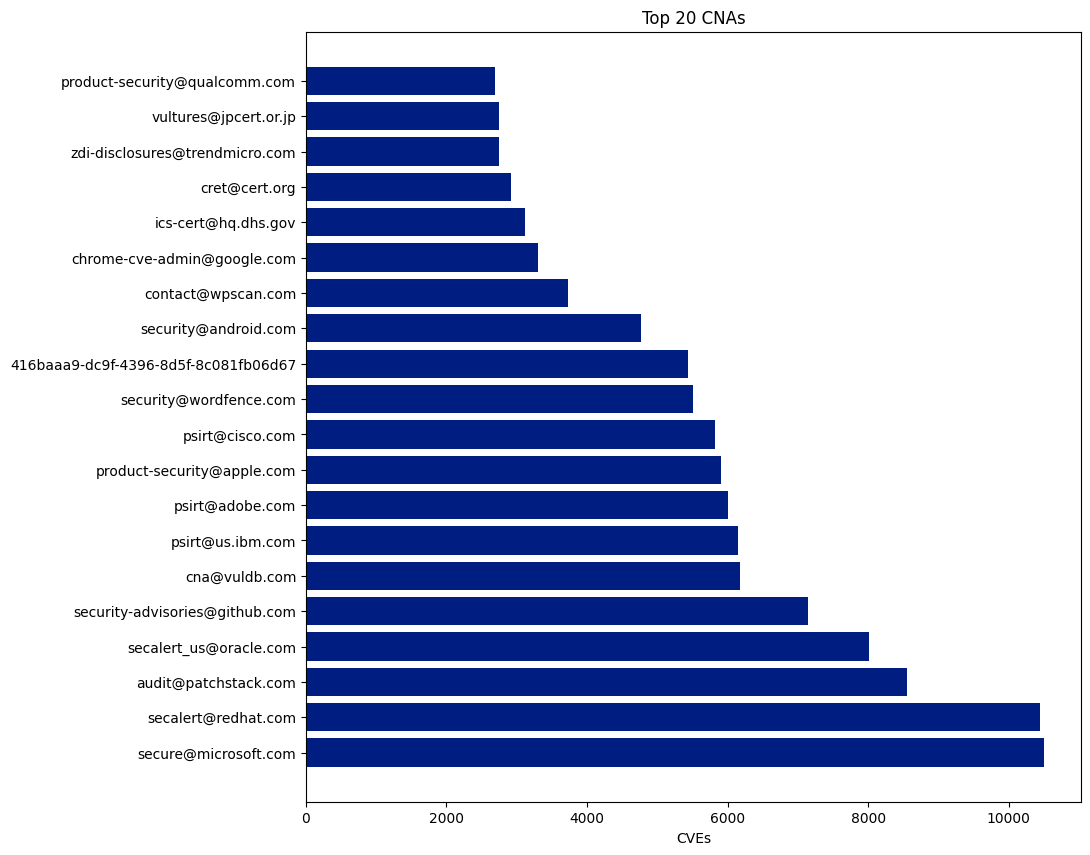 Top 20 CNAs
product-security@qualcomm.com
vultures@jpcert.or.jp
zdi-disclosures@trendmicro.com
cret@cert.org
ics-cert@hq.dhs.gov
chrome-cve-admin@google.com
contact@wpscan.com
security@android.com
416baaa9-dc9f-4396-8d5f-8c081fb06d67
security@wordfence.com
psirt@cisco.com
product-security@apple.com
psirt@adobe.com
psirt@us.ibm.com
cna@vuldb.com
security-advisories@github.com
secalert_us@oracle.com
audit@patchstack.com
secalert@redhat.com
secure@microsoft.com
0 2000 4000 6000 8000 10000
CVEs